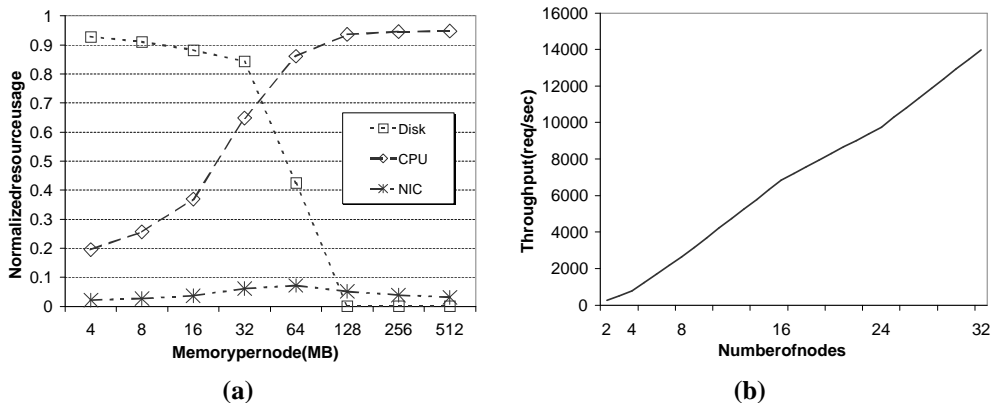 Normalizedresourceusage
1
0.9
0.8
0.7
0.6
0.5
0.4
0.3
0.2
0.1
0
Disk
CPU
NIC
4 8 16 32 64 128 256 512
Memorypernode(MB)
(a)
Throughput(req/sec)
16000
14000
12000
10000
8000
6000
4000
2000
0
2 4 8 16 24 32
Numberofnodes
(b)